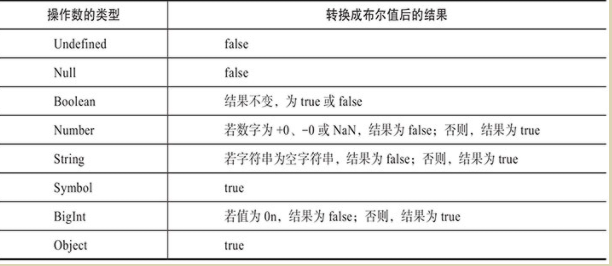 操作数的类型 转换成布尔值后的结果
Undefined false
Null false
Boolean 结果不变，为 true 或 false
Number 若数字为 +0、-0 或 NaN，结果为 false；否则，结果为 true
String 若字符串为空字符串，结果为 false；否则，结果为 true
Symbol true
BigInt 若值为 0n，结果为 false；否则，结果为 true
Object true